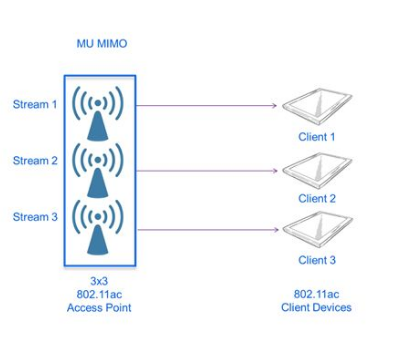 MU MIMO
Stream 1
Client 1
Stream 2
Client 2
Stream 3
Client 3
3x3
802.11ac
Access Point
802.11ac
Client Devices